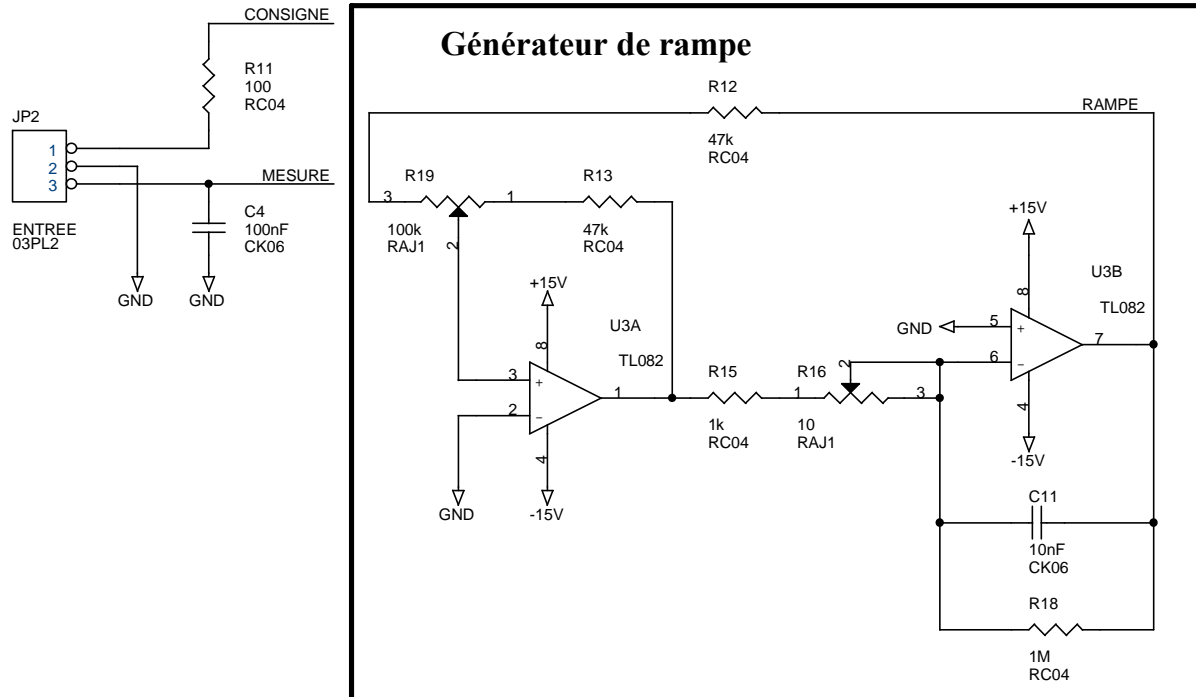 CONSIGNE
R11
100
RC04
JP2
1
2
3
MESURE
ENTREE
03PL2
C4
100nF
CK06
GND
GND
Générateur de rampe
R12
47k
RC04
RAMPE
3
R19
1
100k
RAJ1
2
R13
47k
RC04
+15V
8
U3A
TL082
3
+
2
-
1
4
GND
-15V
R15
1k
RC04
R16
1
2
3
10
RAJ1
+15V
8
U3B
TL082
GND
5
+
6
-
7
4
-15V
C11
10nF
CK06
R18
1M
RC04